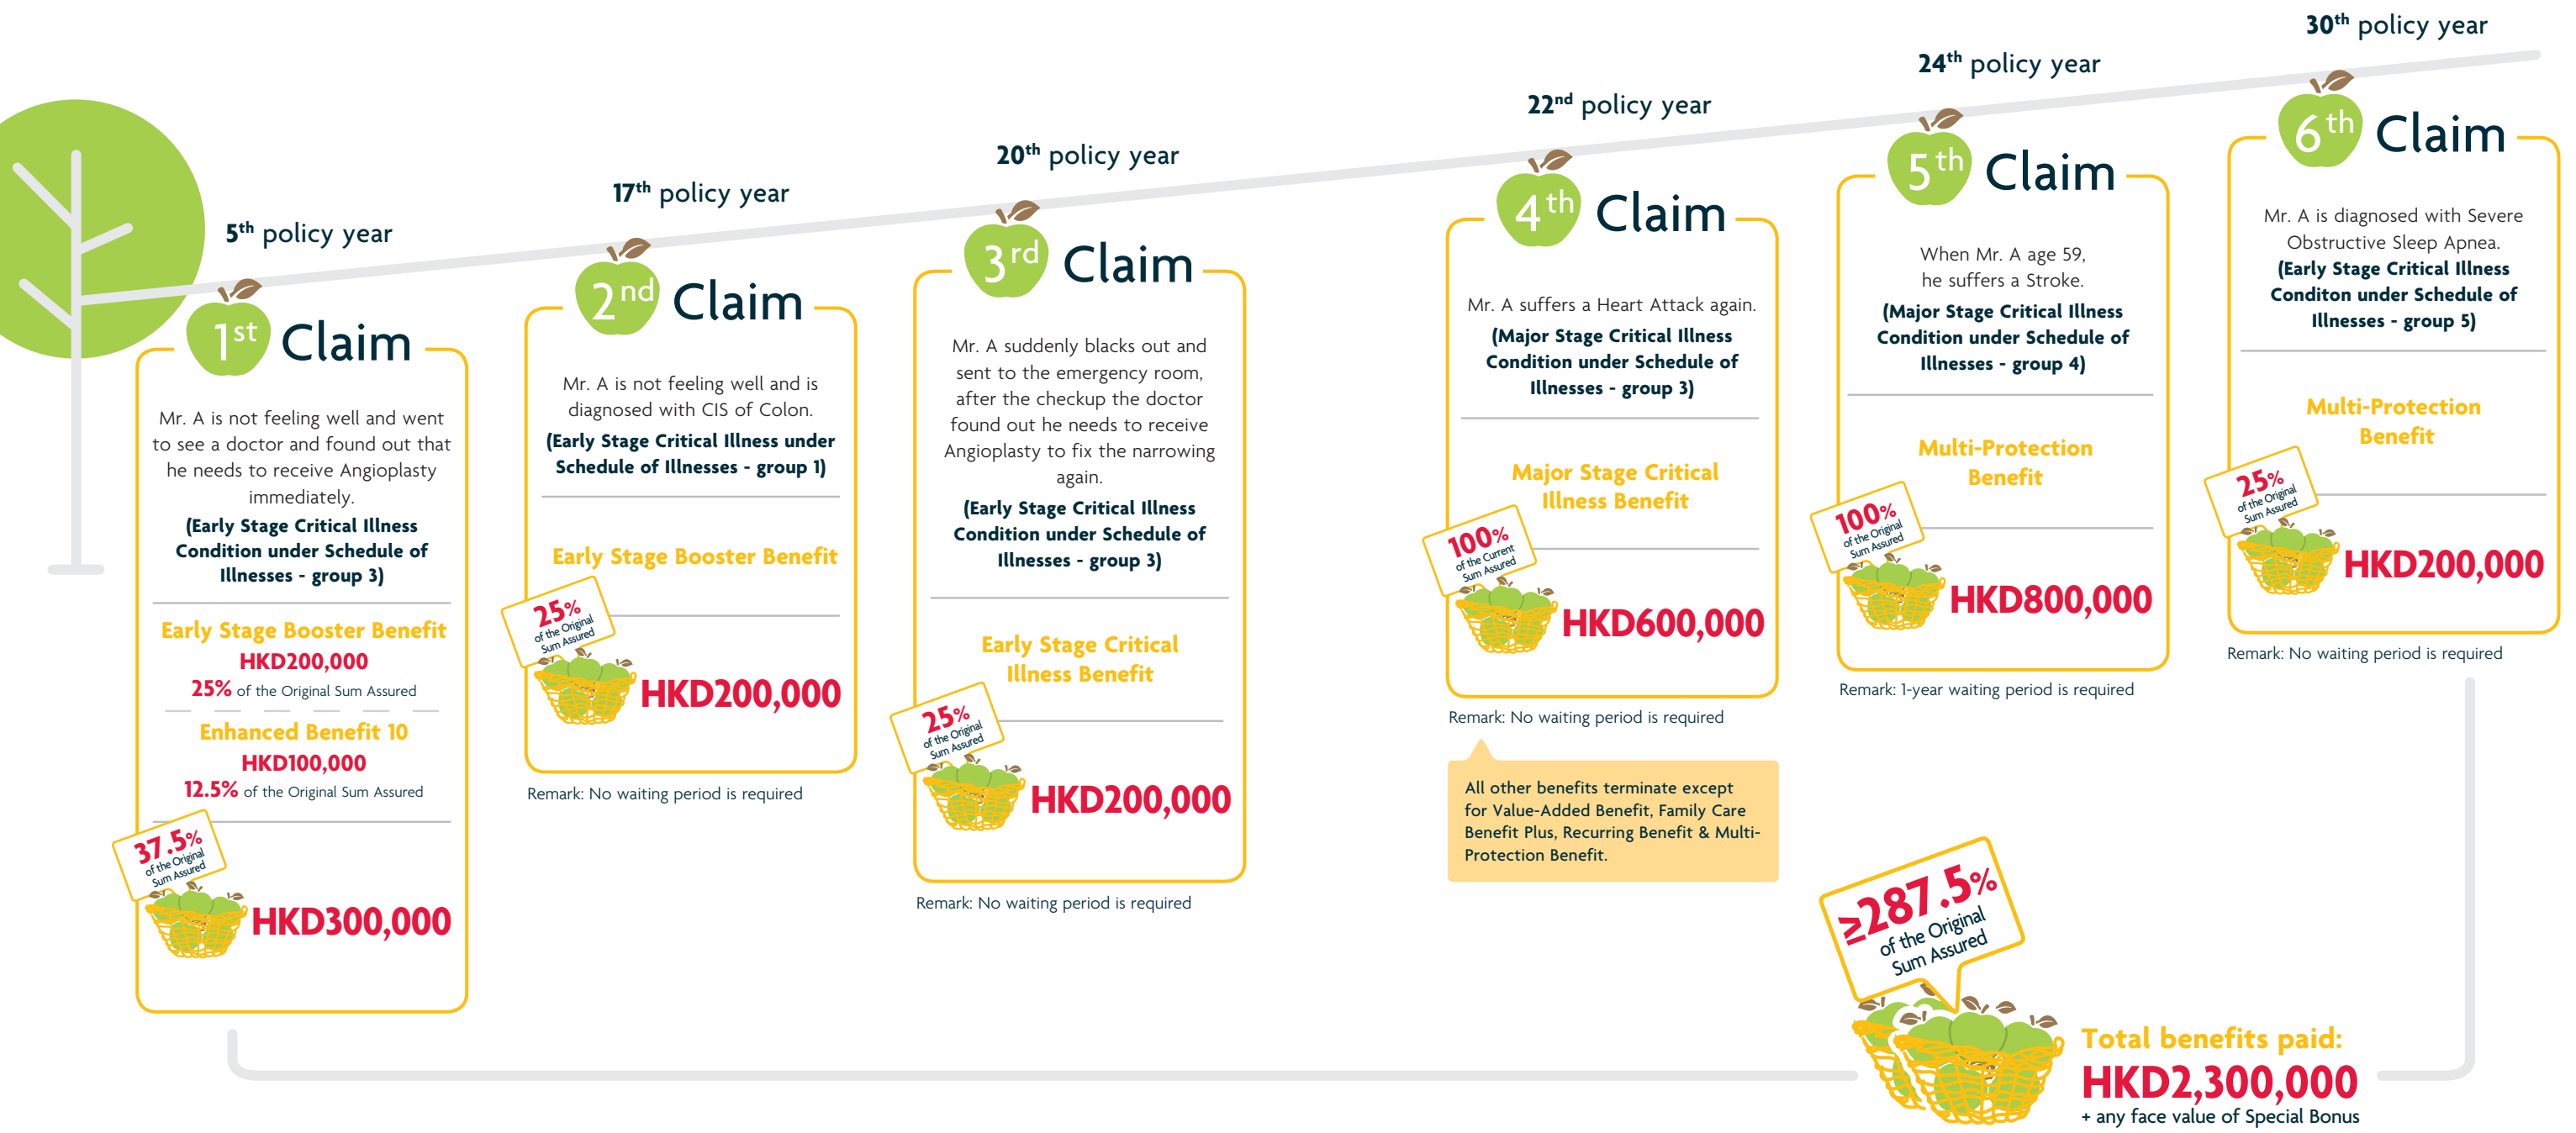 5th policy year
1st Claim
Mr. A is not feeling well and went
to see a doctor and found out that
he needs to receive Angioplasty
immediately.
(Early Stage Critical Illness
Condition under Schedule of
Illnesses - group 3)
Early Stage Booster Benefit
HKD200,000
25% of the Original Sum Assured
Enhanced Benefit 10
HKD100,000
12.5% of the Original Sum Assured
37.5%
of the Original
Sum Assured
HKD300,000
17th policy year
2nd Claim
Mr. A is not feeling well and is
diagnosed with CIS of Colon.
(Early Stage Critical Illness under
Schedule of Illnesses - group 1)
Early Stage Booster Benefit
25%
of the Original
Sum Assured
HKD200,000
Remark: No waiting period is required
20th policy year
3rd Claim
Mr. A suddenly blacks out and
sent to the emergency room,
after the checkup the doctor
found out he needs to receive
Angioplasty to fix the narrowing
again.
(Early Stage Critical Illness
Condition under Schedule of
Illnesses - group 3)
Early Stage Critical
Illness Benefit
25%
of the Original
Sum Assured
HKD200,000
Remark: No waiting period is required
22nd policy year
4th Claim
Mr. A suffers a Heart Attack again.
(Major Stage Critical Illness
Condition under Schedule of
Illnesses - group 3)
Major Stage Critical
Illness Benefit
100%
of the Current
Sum Assured
HKD600,000
Remark: No waiting period is required
All other benefits terminate except
for Value-Added Benefit, Family Care
Benefit Plus, Recurring Benefit & Multi-
Protection Benefit.
24th policy year
5th Claim
When Mr. A age 59,
he suffers a Stroke.
(Major Stage Critical Illness
Condition under Schedule of
Illnesses - group 4)
Multi-Protection
Benefit
100%
of the Original
Sum Assured
HKD800,000
Remark: 1-year waiting period is required
30th policy year
6th Claim
Mr. A is diagnosed with Severe
Obstructive Sleep Apnea.
(Early Stage Critical Illness
Conditon under Schedule of
Illnesses - group 5)
Multi-Protection
Benefit
25%
of the Original
Sum Assured
HKD200,000
Remark: No waiting period is required
≥287.5%
of the Original
Sum Assured
Total benefits paid:
HKD2,300,000
+ any face value of Special Bonus